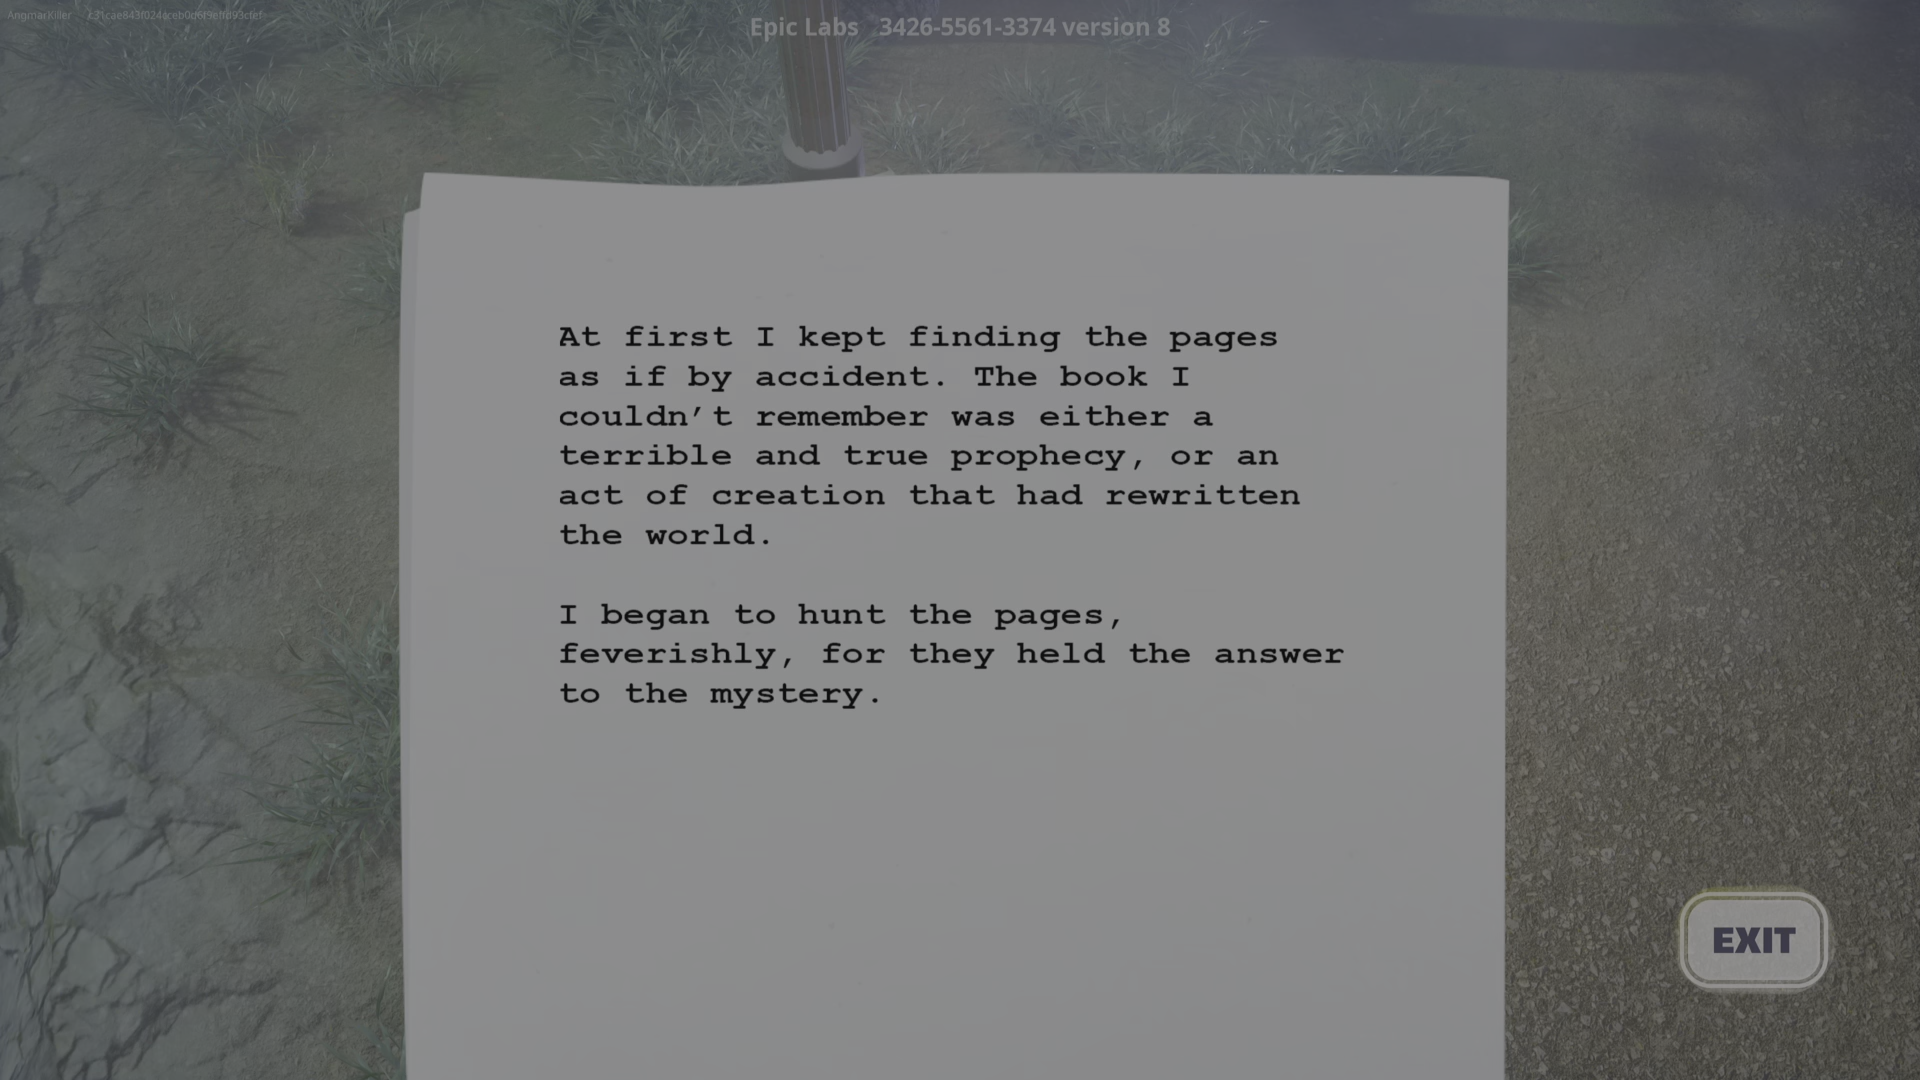 Epic Labs 3426-5561-3374 version 8
At first I kept finding the pages
as if by accident. The book I
couldn’t remember was either a
terrible and true prophecy, or an
act of creation that had rewritten
the world.
I began to hunt the pages,
feverishly, for they held the answer
to the mystery.
EXIT
AngmarKiller